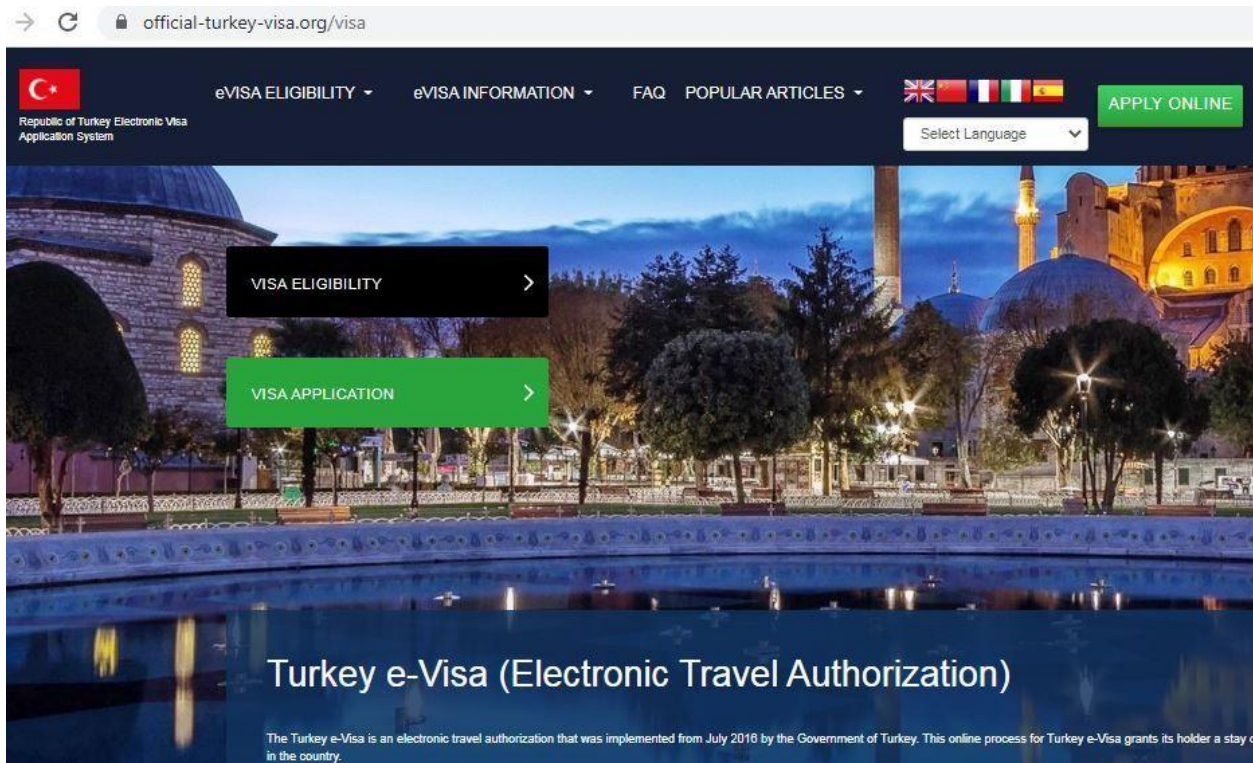 official-turkey-visa.org/visa
eVISA ELIGIBILITY
eVISA INFORMATION
FAQ
POPULAR ARTICLES
APPLY ONLINE
Republic of Turkey Electronic Visa
Application System
Select Language
VISA ELIGIBILITY
VISA APPLICATION
Turkey e-Visa (Electronic Travel Authorization)
The Turkey e-Visa is an electronic travel authorization that was implemented from July 2016 by the Government of Turkey. This online process for Turkey e-Visa grants its holder a stay
in the country.